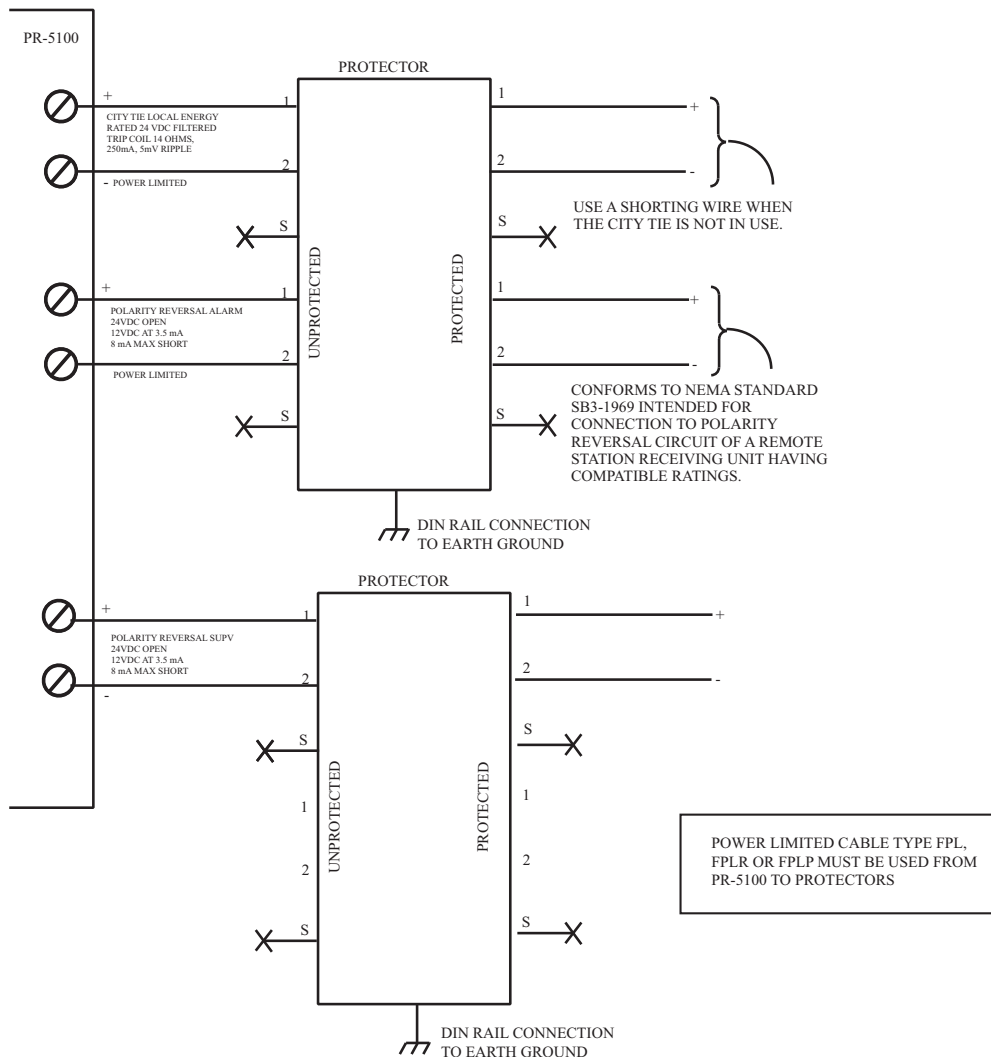 PR-5100
PROTECTOR
+
CITY TIE LOCAL ENERGY
RATED 24 VDC FILTERED
TRIP COIL 14 OHMS,
250mA, 5mV RIPPLE
- POWER LIMITED
1
2
S
1
+
2
-
S
USE A SHORTING WIRE WHEN
THE CITY TIE IS NOT IN USE.
+
POLARITY REVERSAL ALARM
24VDC OPEN
12VDC AT 3.5 mA
8 mA MAX SHORT
POWER LIMITED
1
2
S
UNPROTECTED
PROTECTED
1
+
2
-
S
CONFORMS TO NEMA STANDARD
SB3-1969 INTENDED FOR
CONNECTION TO POLARITY
REVERSAL CIRCUIT OF A REMOTE
STATION RECEIVING UNIT HAVING
COMPATIBLE RATINGS.
DIN RAIL CONNECTION
TO EARTH GROUND
PROTECTOR
+
POLARITY REVERSAL SUPV
24VDC OPEN
12VDC AT 3.5 mA
8 mA MAX SHORT
-
1
2
S
1
2
S
UNPROTECTED
PROTECTED
1
+
2
-
S
1
2
S
POWER LIMITED CABLE TYPE FPL,
FPLR OR FPLP MUST BE USED FROM
PR-5100 TO PROTECTORS
DIN RAIL CONNECTION
TO EARTH GROUND